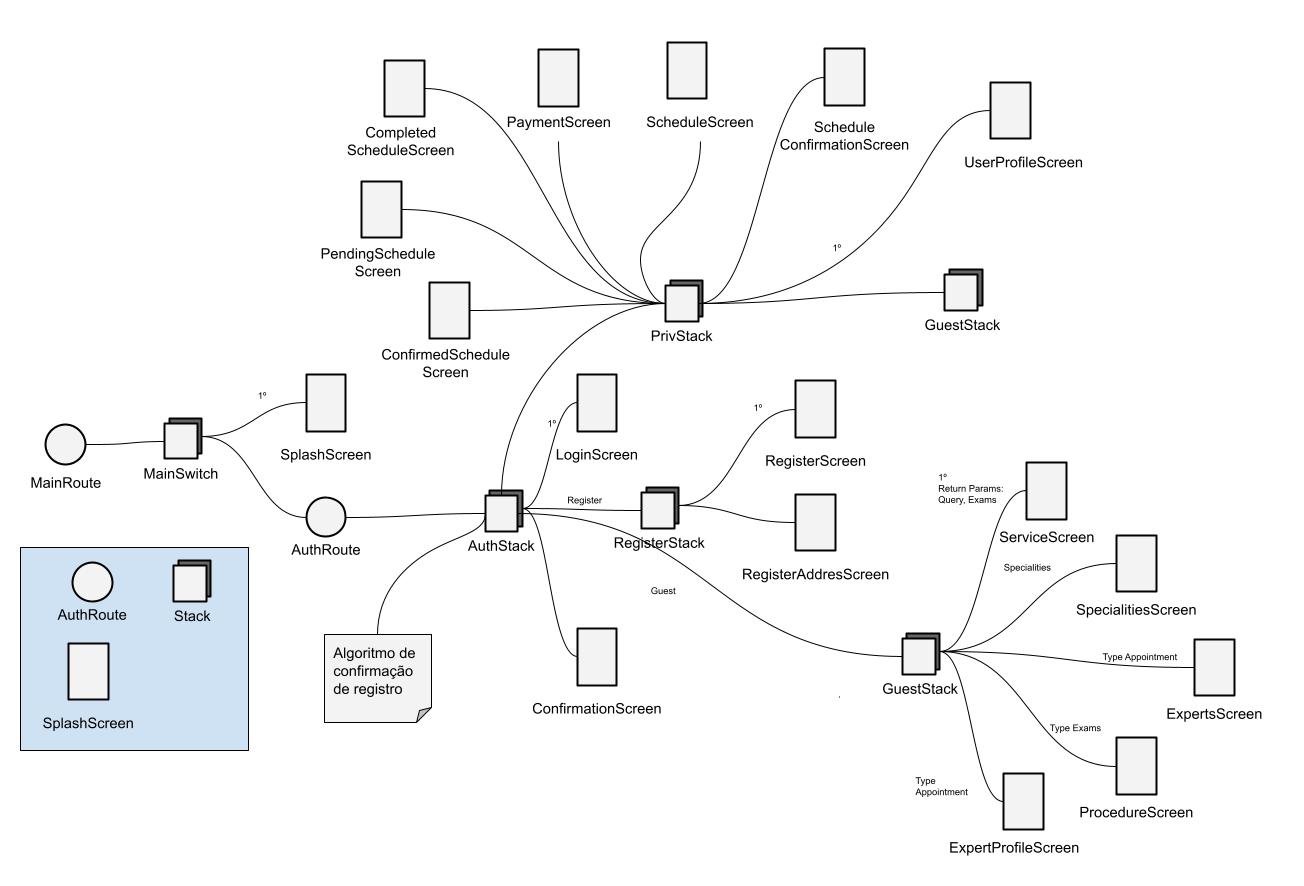 PaymentScreen
ScheduleScreen
Schedule
ConfirmationScreen
Completed
ScheduleScreen
UserProfileScreen
PendingSchedule
Screen
1º
GuestStack
PrivStack
ConfirmedSchedule
Screen
1º
SplashScreen
MainRoute
MainSwitch
AuthRoute
1º
LoginScreen
1º
RegisterScreen
Register
AuthStack
RegisterStack
RegisterAddresScreen
Guest
ConfirmationScreen
Algoritmo de
confirmação
de registro
AuthRoute
Stack
SplashScreen
1º
Return Params:
Query, Exams
ServiceScreen
Specialities
SpecialitiesScreen
Type Appointment
GuestStack
ExpertsScreen
Type Exams
ProcedureScreen
Type
Appointment
ExpertProfileScreen